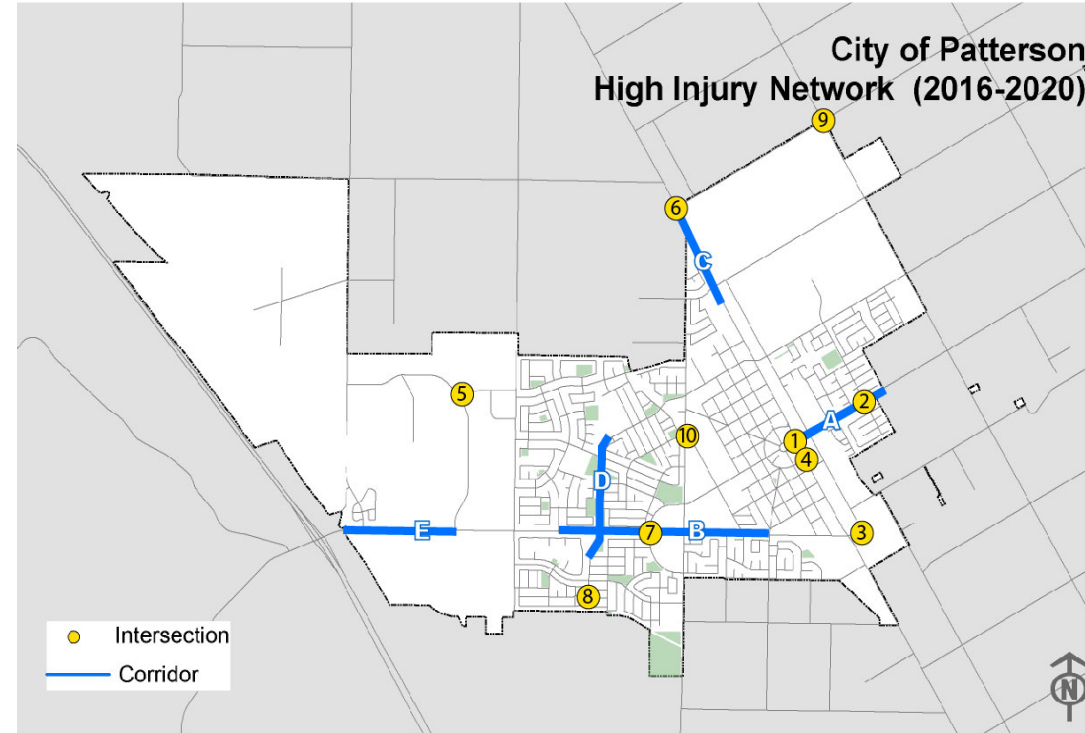 City of Patterson
High Injury Network (2016-2020)
9
6
C
5
2
A
1
10
4
D
E
7
B
3
8
Intersection
Corridor
N